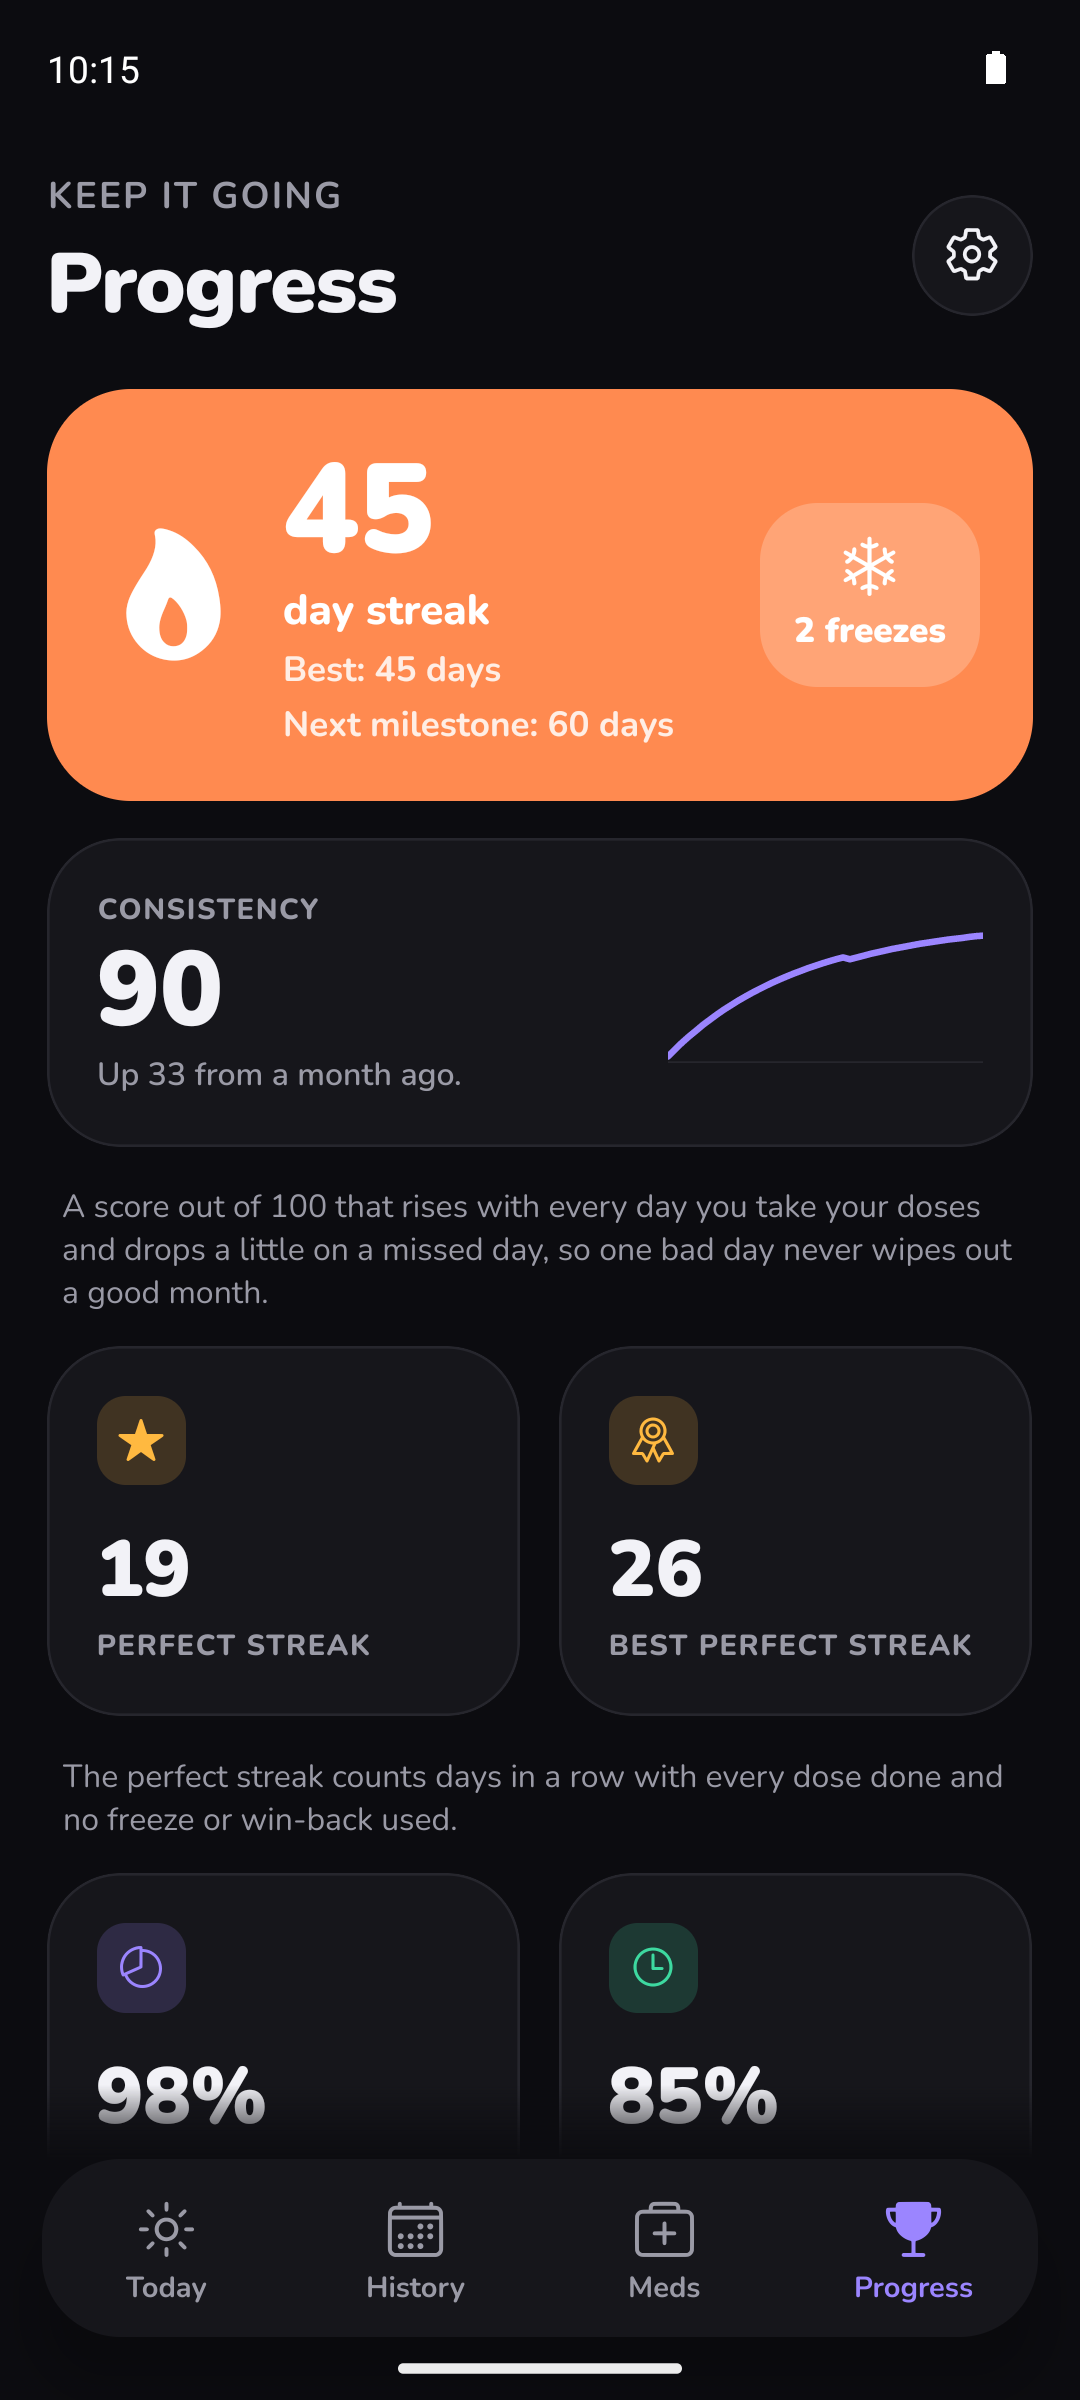 10:15
KEEP IT GOING
Progress
45
day streak
Best: 45 days
Next milestone: 60 days
2 freezes
CONSISTENCY
90
Up 33 from a month ago.
A score out of 100 that rises with every day you take your doses
and drops a little on a missed day, so one bad day never wipes out
a good month.
19
PERFECT STREAK
26
BEST PERFECT STREAK
The perfect streak counts days in a row with every dose done and
no freeze or win-back used.
98%
85%
Today
History
Meds
Progress